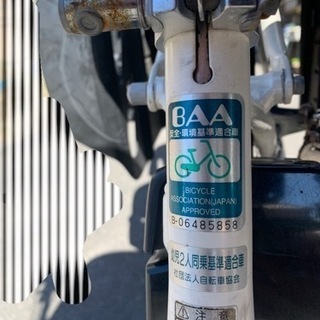 BAA
安全・環境基準適合車
BICYCLE
ASSOCIATION(JAPAN)
APPROVED
B-06485858
幼児2人同乗基準適合車
社団法人自転車協会
注意